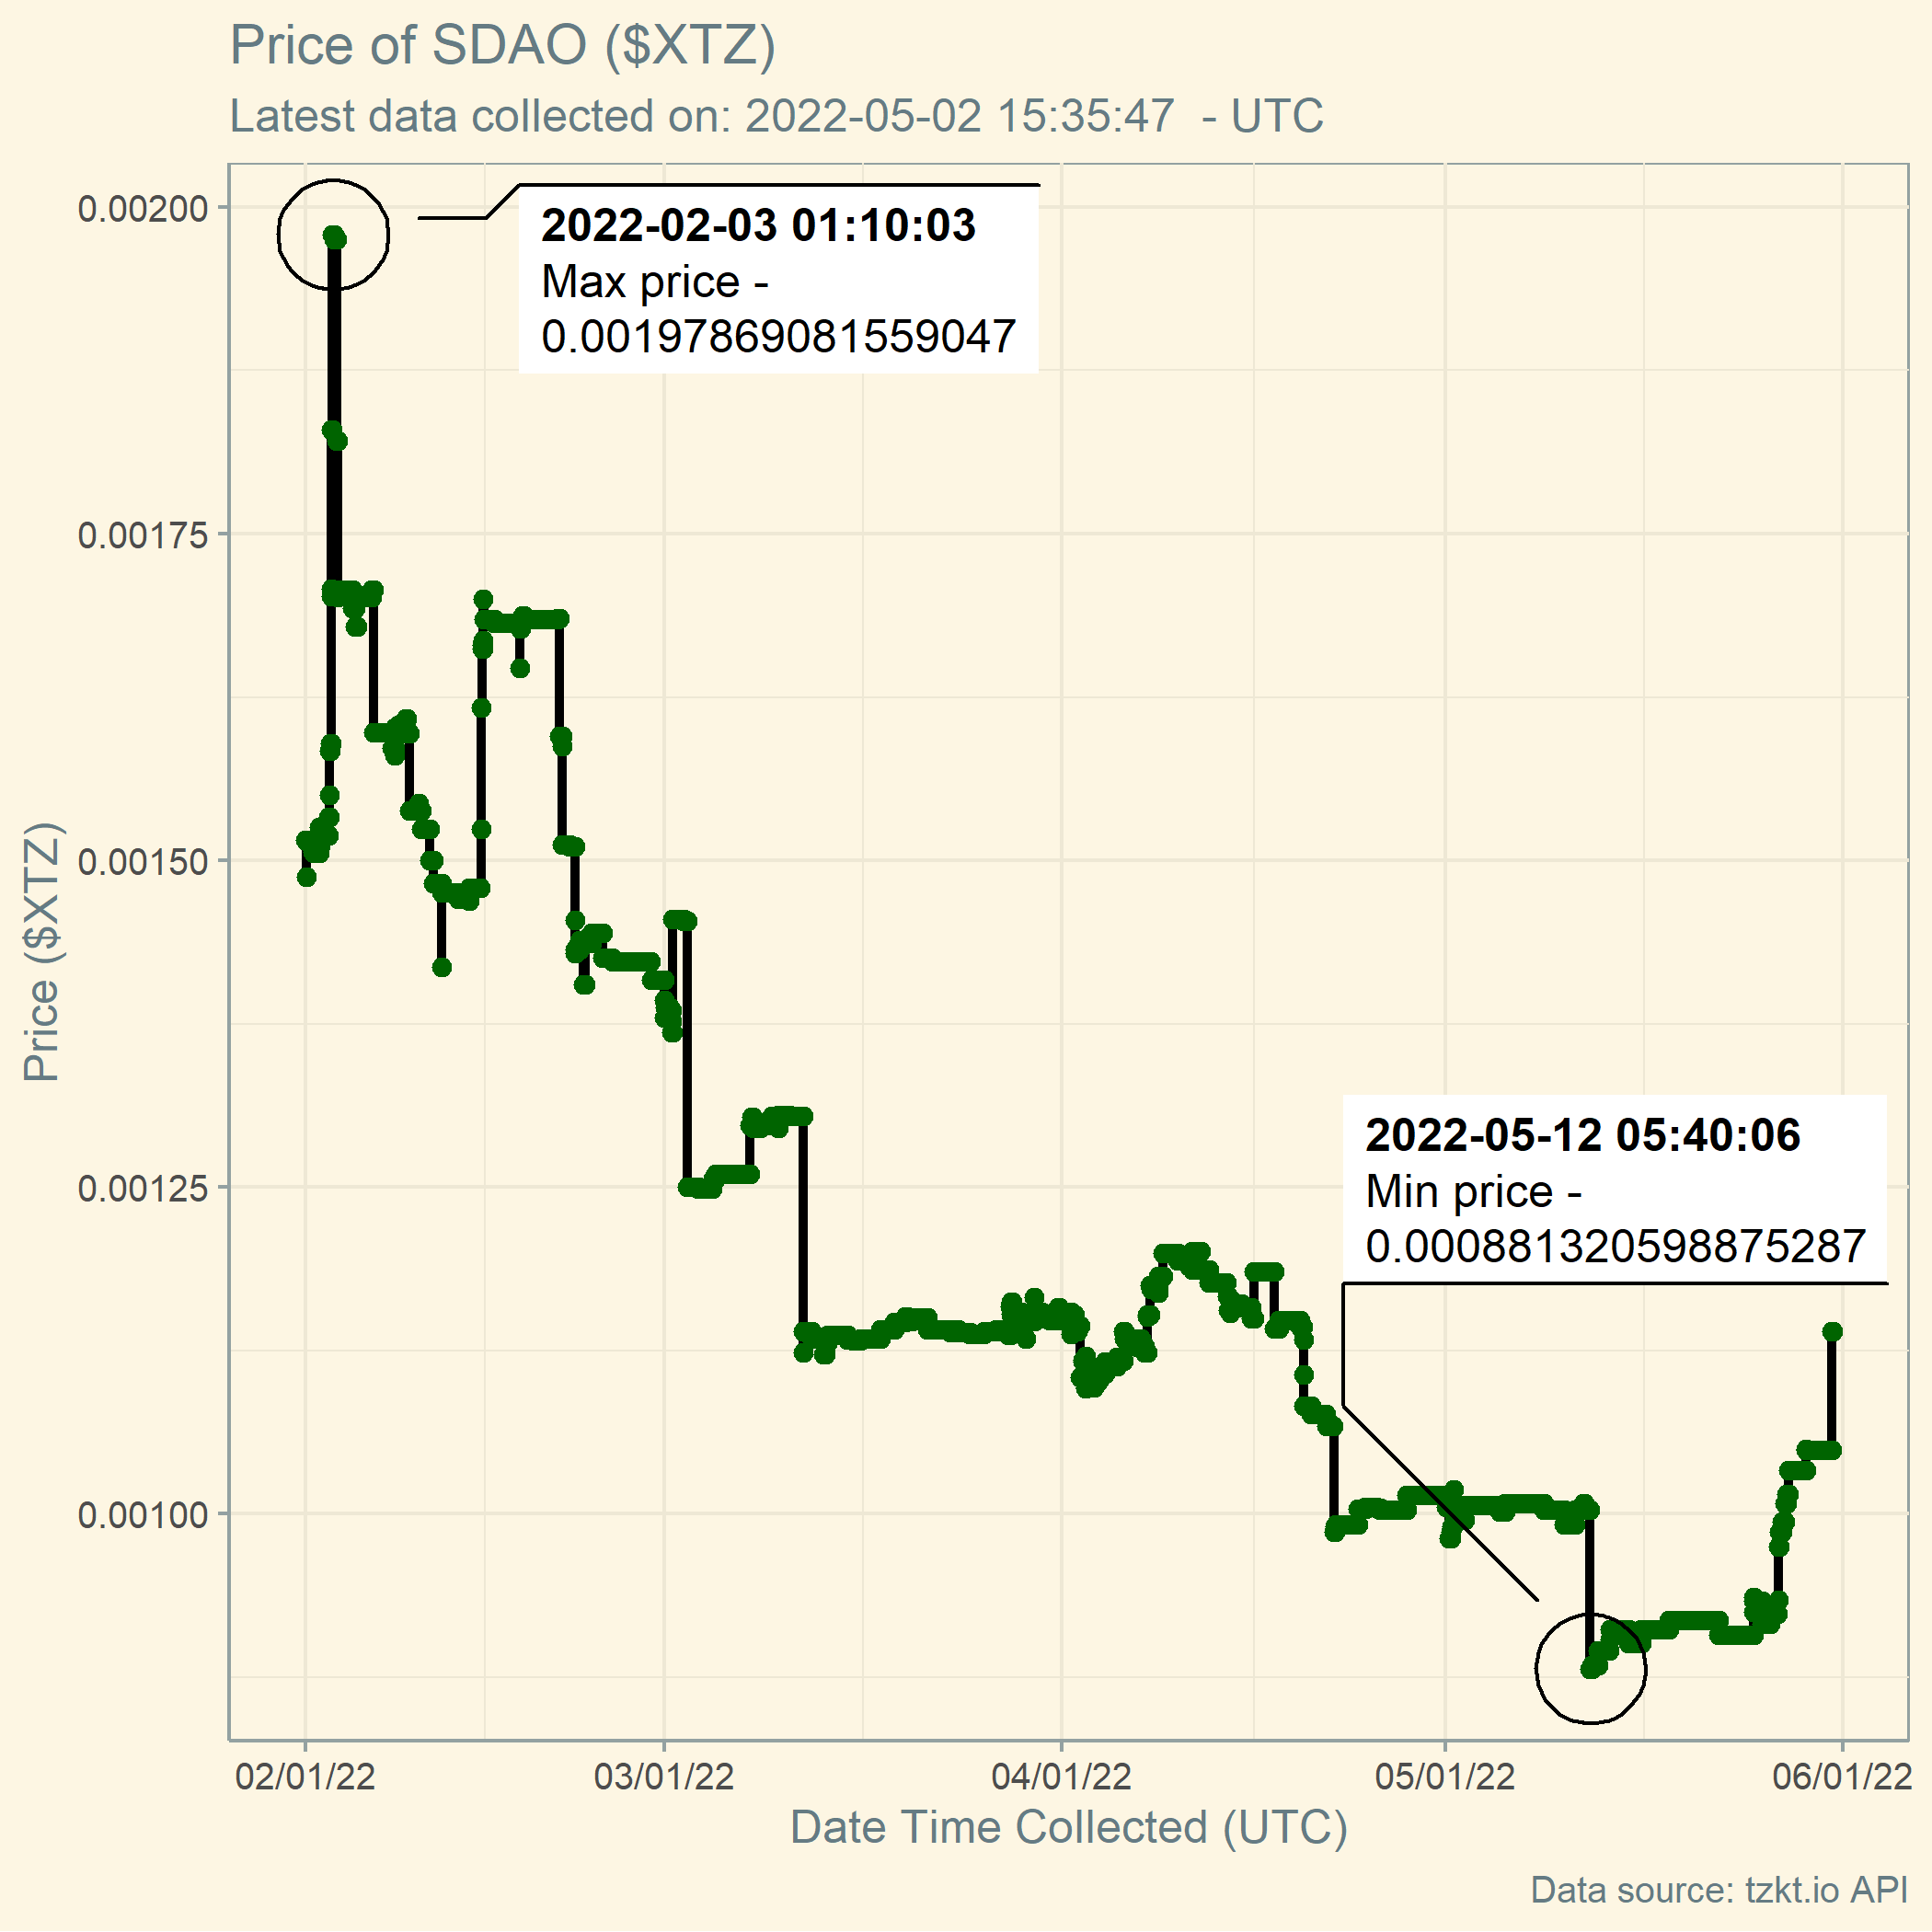 Price of SDAO ($XTZ)
Latest data collected on: 2022-05-02 15:35:47  - UTC
0.00200
0.00175
0.00150
0.00125
0.00100
Price ($XTZ)
2022-02-03 01:10:03
Max price -
0.00197869081559047
2022-05-12 05:40:06
Min price -
0.000881320598875287
02/01/22
03/01/22
04/01/22
05/01/22
06/01/22
Date Time Collected (UTC)
Data source: tzkt.io API